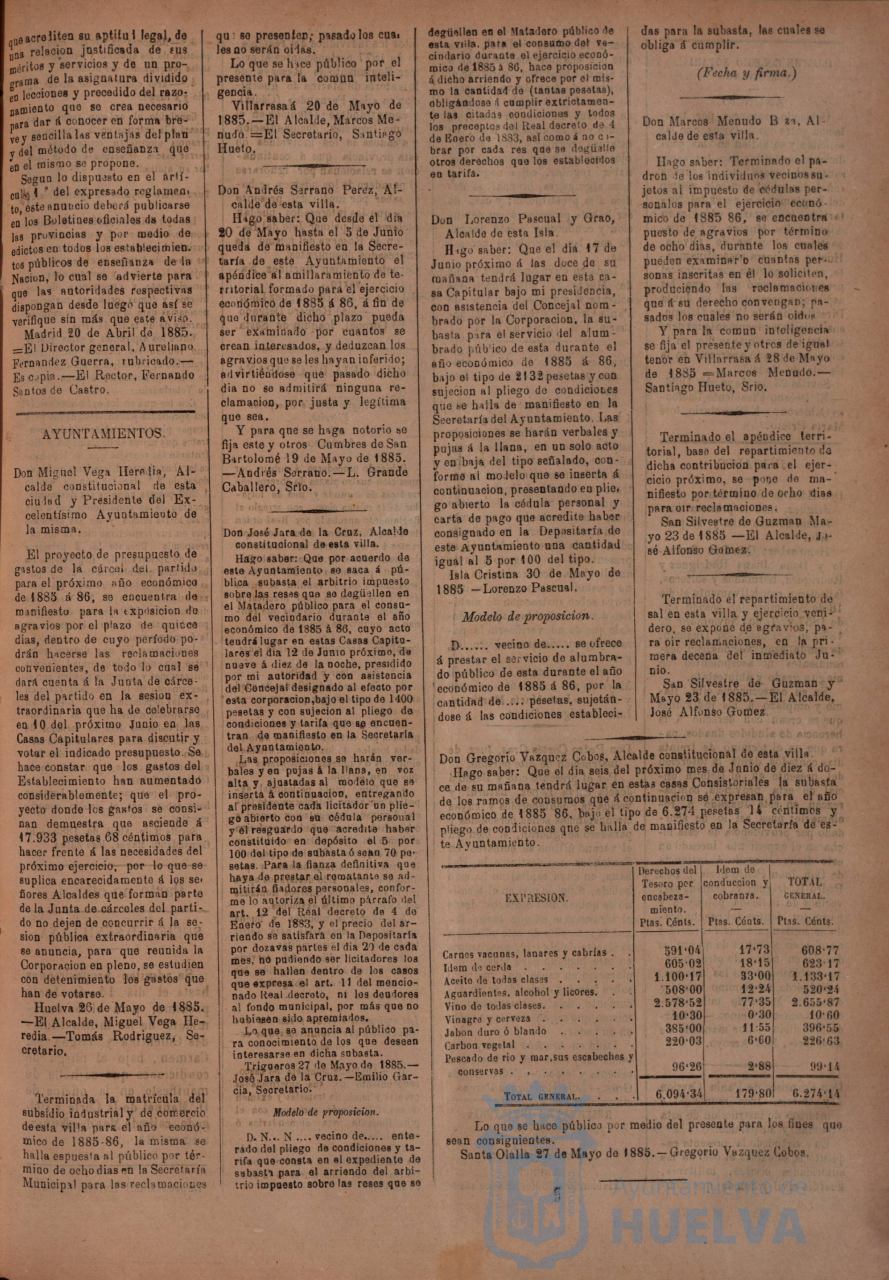 que acrediten su aptitud legal, de
una relacion justificada de sus
méritos y servicios y de un pro-
grama de la asignatura dividido
en lecciones y precedido del razo-
namiento que se crea necesario
para dar á conocer en forma bre-
ve y sencilla las ventajas del plan
y del método de enseñanza que
en el mismo se propone.
Segun lo dispuesto en el artí-
culo 1.° del expresado reglamen-
to, este anuncio deberá publicarse
en los Boletines oficiales de todas
las provincias y por medio de
edictos en todos los establecimien-
tos públicos de enseñanza de la
Nacion, lo cual se advierte para
que las autoridades respectivas
dispongan desde luego que así se
verifique sin más que este aviso.
Madrid 20 de Abril de 1885.
=El Director general, Aureliano
Fernandez Guerra, rubricado.—
Es copia.—El Rector, Fernando
Santos de Castro.
AYUNTAMIENTOS.
Don Miguel Vega Heredia, Al-
calde constitucional de esta
ciudad y Presidente del Ex-
celentísimo Ayuntamiento de
la misma.
El proyecto de presupuesto de
gastos de la cárcel del partido
para el próximo año económico
de 1885 á 86, se encuentra de
manifiesto para la exposicion de
agravios por el plazo de quince
dias, dentro de cuyo período po-
drán hacerse las reclamaciones
convenientes, de todo lo cual se
dará cuenta á la Junta de cárce-
les del partido en la sesion ex-
traordinaria que ha de celebrarse
en 10 del próximo Junio en las
Casas Capitulares para discutir y
votar el indicado presupuesto Se
hace constar que los gastos del
Establecimiento han aumentado
considerablemente; que el pro-
yecto donde los gastos se consi-
nan demuestra que asciende á
17.933 pesetas 68 céntimos para
hacer frente á las necesidades del
próximo ejercicio, por lo que se
suplica encarecidamente á los se-
ñores Alcaldes que forman parte
de la Junta de cárceles del parti-
do no dejen de concurrir á la se-
sion pública extraordinaria que
se anuncia, para que reunida la
Corporacion en pleno, se estudien
con detenimiento los gastos que
han de votarse.
Huelva 26 de Mayo de 1885.
—El Alcalde, Miguel Vega He-
redia —Tomás Rodriguez, Se-
cretario.
Terminada la matrícula del
subsidio industrial y de comercio
de esta villa para el año econó-
mico de 1885-86, la misma se
halla espuesta al público por tér-
mino de ocho dias en la Secretaría
Municipal para las reclamaciones
que se presenten; pasado los cua-
les no serán oidas.
Lo que se hace público por el
presente para la comun inteli-
gencia.
Villarrasa á 20 de Mayo de
1885.—El Alcalde, Marcos Me-
nudo =El Secretario, Santiago
Hueto.
Don Andrés Serrano Perez, Al-
calde de esta villa.
Hago saber: Que desde el dia
20 de Mayo hasta el 5 de Junio
queda de manifiesto en la Secre-
taría de este Ayuntamiento el
apéndice al amillaramiento de te-
rritorial formado para el ejercicio
económico de 1885 á 86, á fin de
que durante dicho plazo pueda
ser examinado por cuantos se
crean interesados, y deduzcan los
agravios que se les hayan inferido;
advirtiéndose que pasado dicho
dia no se admitirá ninguna re-
clamacion, por justa y legítima
que sea.
Y para que se haga notorio se
fija este y otros Cumbres de San
Bartolomé 19 de Mayo de 1885.
—Andrés Serrano.—L. Grande
Caballero, Srio.
Don José Jara de la Cruz, Alcalde
constitucional de esta villa.
Hago saber: Que por acuerdo de
este Ayuntamiento se saca á pú-
blica subasta el arbitrio impuesto
sobre las reses que se degüellen en
el Matadero público para el consu-
mo del vecindario durante el año
económico de 1885 á 86, cuyo acto
tendrá lugar en estas Casas Capitu-
lares el dia 12 de Junio próximo, de
nueve á diez de la noche, presidido
por mi autoridad y con asistencia
del Concejal designado al efecto por
esta corporacion, bajo el tipo de 1400
pesetas y con sujecion al pliego de
condiciones y tarifa que se encuen-
tran de manifiesto en la Secretaría
del Ayuntamiento.
Las proposiciones se harán ver-
bales y en pujas á la llana, en voz
alta y ajustadas al modelo que se
inserta á continuacion, entregando
al presidente cada licitador un plie-
go abierto con su cédula personal
y el resguardo que acredite haber
constituido en depósito el 5 por
100 del tipo de subasta ó sean 70 pe-
setas. Para la fianza definitiva que
haya de prestar el rematante se ad-
mitirán fiadores personales, confor-
me lo autoriza el último párrafo del
art. 12 del Real decreto de 4 de
Enero de 1883, y el precio del ar-
riendo se satisfará en la Depositaría
por dozavas partes el dia 20 de cada
mes, no pudiendo ser licitadores los
que se hallen dentro de los casos
que expresa el art. 11 del mencio-
nado Real decreto, ni los deudores
al fondo municipal, por más que no
hubiesen sido apremiados.
Lo que se anuncia al público pa-
ra conocimiento de los que deseen
interesarse en dicha subasta.
Trigueros 27 de Mayo de 1885.—
José Jara de la Cruz.—Emilio Gar-
cia, Secretario.
Modelo de proposicion.
D. N... N .... vecino de..... ente-
rado del pliego de condiciones y ta-
rifa que consta en el expediente de
subasta para el arriendo del arbi-
trio impuesto sobre las reses que se
degüellen en el Matadero público de
esta villa, para el consumo del ve-
cindario durante el ejercicio econó-
mico de 1885 á 86, hace proposicion
á dicho arriendo y ofrece por el mis-
mo la cantidad de (tantas pesetas),
obligándose á cumplir extrictamen-
te las citadas condiciones y todos
los preceptos del Real decreto de 4
de Enero de 1883, así como á no co-
brar por cada res que se degüelle
otros derechos que los establecidos
en tarifa.
Don Lorenzo Pascual y Grao,
Alcalde de esta Isla.
Hago saber: Que el dia 17 de
Junio próximo á las doce de su
mañana tendrá lugar en esta ca-
sa Capitular bajo mi presidencia,
con asistencia del Concejal nom-
brado por la Corporacion, la su-
basta para el servicio del alum-
brado público de esta durante el
año económico de 1885 á 86,
bajo el tipo de 2132 pesetas y con
sujecion al pliego de condiciones
que se halla de manifiesto en la
Secretaría del Ayuntamiento. Las
proposiciones se harán verbales y
pujas á la llana, en un solo acto
y en baja del tipo señalado, con-
forme al modelo que se inserta á
continuacion, presentando en plie-
go abierto la cédula personal y
carta de pago que acredite haber
consignado en la Depositaría de
este Ayuntamiento una cantidad
igual al 5 por 100 del tipo.
Isla Cristina 30 de Mayo de
1885 —Lorenzo Pascual.
Modelo de proposicion.
D...... vecino de..... se ofrece
á prestar el servicio de alumbra-
do público de esta durante el año
económico de 1885 á 86, por la
cantidad de .... pesetas, sujetán-
dose á las condiciones estableci-
das para la subasta, las cuales se
obliga á cumplir.
(Fecha y firma.)
Don Marcos Menudo Baza, Al-
calde de esta villa.
Hago saber: Terminado el pa-
dron de los individuos vecinos su-
jetos al impuesto de cédulas per-
sonales para el ejercicio econó-
mico de 1885 86, se encuentra
puesto de agravios por término
de ocho dias, durante los cuales
pueden examinarlo cuantas per-
sonas inscritas en él lo soliciten,
produciendo las reclamaciones
que á su derecho convengan; pa-
sados los cuales no serán oidos
Y para la comun inteligencia
se fija el presente y otros de igual
tenor en Villarrasa á 28 de Mayo
de 1885 =Marcos Menudo.—
Santiago Hueto, Srio.
Terminado el apéndice terri-
torial, base del repartimiento de
dicha contribucion para el ejer-
cicio próximo, se pone de ma-
nifiesto por término de ocho dias
para oir reclamaciones.
San Silvestre de Guzman Ma-
yo 23 de 1885 —El Alcalde, Jo-
sé Alfonso Gomez.
Terminado el repartimiento de
sal en esta villa y ejercicio veni-
dero, se expone de agravios, pa-
ra oir reclamaciones, en la pri-
mera decena del inmediato Ju-
nio.
San Silvestre de Guzman y
Mayo 23 de 1885.—El Alcalde,
José Alfonso Gomez.
Don Gregorio Vazquez Cobos, Alcalde constitucional de esta villa.
Hago saber: Que el dia seis del próximo mes de Junio de diez á do-
ce de su mañana tendrá lugar en estas casas Consistoriales la subasta
de los ramos de consumos que á continuacion se expresan para el año
económico de 1885 86, bajo el tipo de 6.274 pesetas 14 céntimos y
pliego de condiciones que se halla de manifiesto en la Secretaría de es-
te Ayuntamiento.
EXPRESION. Derechos del Tesoro por encabeza-miento. Ptas. Cénts. Idem de conduccion y cobranza. — Ptas. Cénts. TOTAL GENERAL. — Ptas. Cénts.
Carnes vacunas, lanares y cabrías . . 591·04 17·73 608·77
Idem de cerda . . . . . . 605·02 18·15 623·17
Aceite de todas clases . . . . . 1.100·17 33·00 1.133·17
Aguardientes, alcohol y licores. . . 508·00 12·24 520·24
Vino de todas clases. . . . . . 2.578·52 77·35 2.655·87
Vinagre y cerveza . . . . . 10·30 0·30 10·60
Jabon duro ó blando . . . . . 385·00 11·55 396·55
Carbon vegetal . . . . . . 220·03 6·60 226·63
Pescado de rio y mar, sus escabeches y
conservas . . . . . . . 96·26 2·88 99·14
TOTAL GENERAL. . . . 6.094·34 179·80 6.274·14
Lo que se hace público por medio del presente para los fines que
sean consiguientes.
Santa Olalla 27 de Mayo de 1885.—Gregorio Vazquez Cobos.
Ayuntamiento de
HUELVA